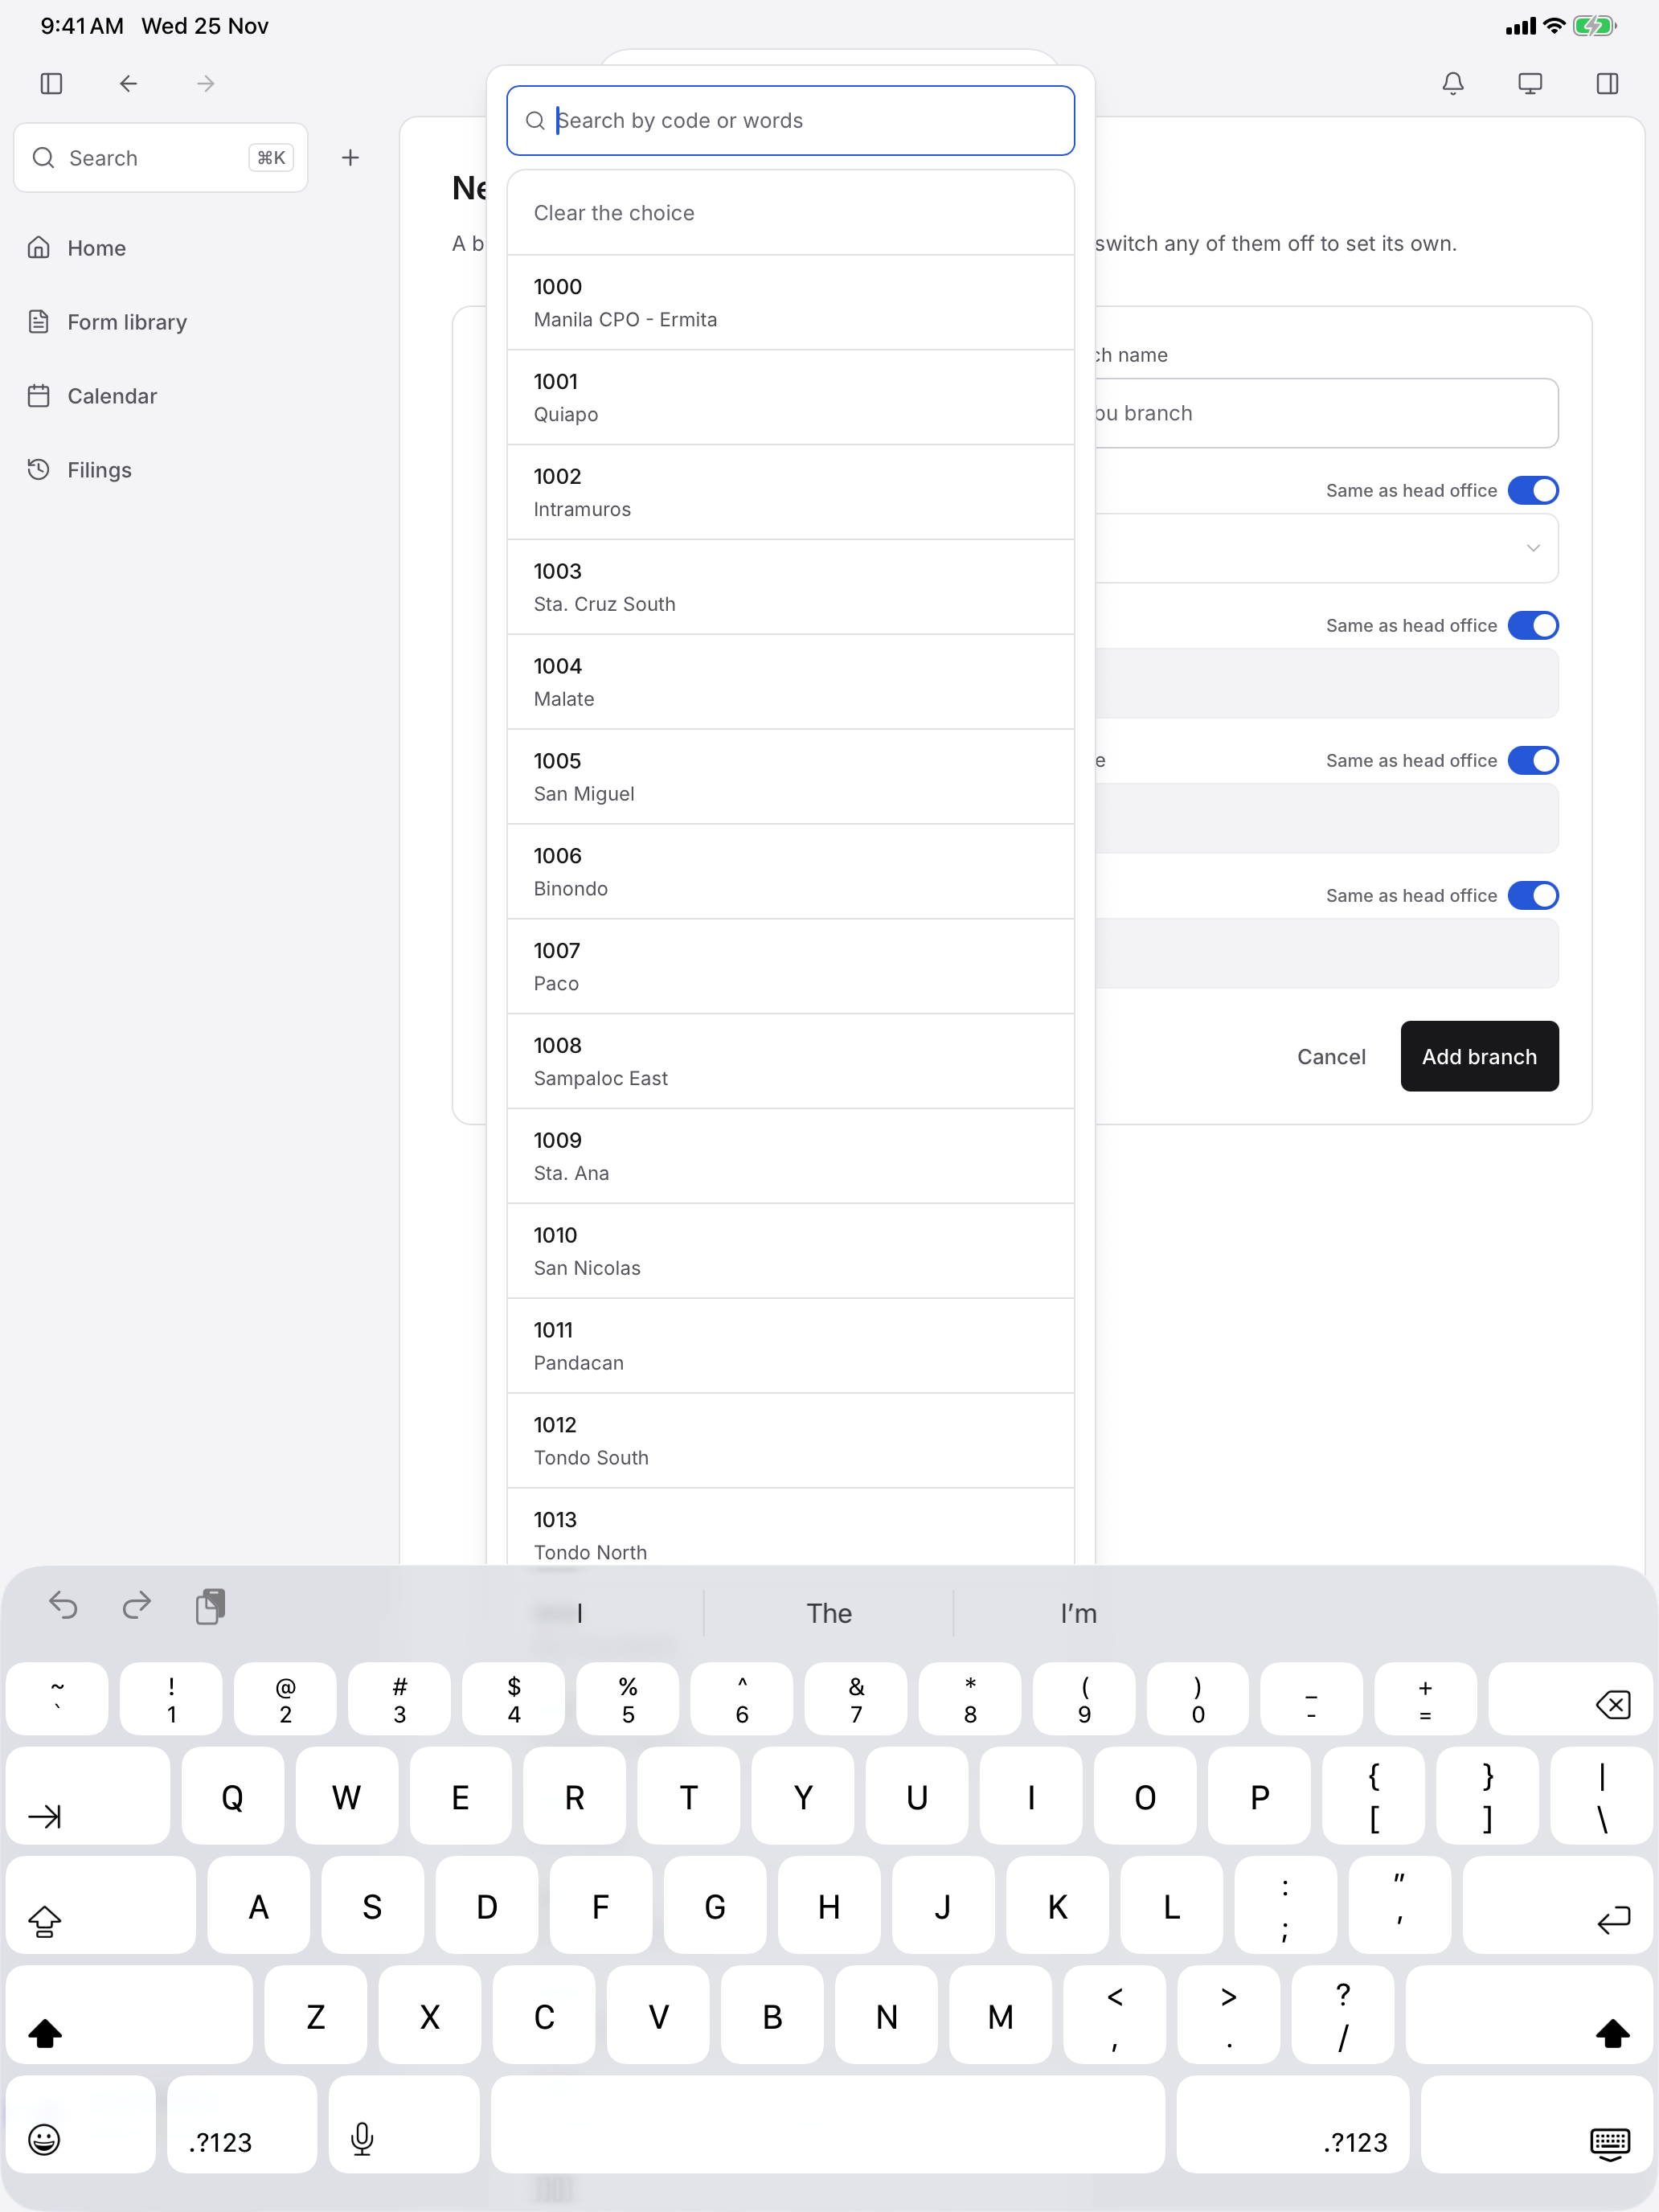 9:41 AM Wed 25 Nov
Search ⌘K
Home
Form library
Calendar
Filings
Ne
A b
switch any of them off to set its own.
Search by code or words
Clear the choice
1000
Manila CPO - Ermita
1001
Quiapo
1002
Intramuros
1003
Sta. Cruz South
1004
Malate
1005
San Miguel
1006
Binondo
1007
Paco
1008
Sampaloc East
1009
Sta. Ana
1010
San Nicolas
1011
Pandacan
1012
Tondo South
1013
Tondo North
ch name
bu branch
Same as head office
Same as head office
e
Same as head office
Same as head office
Cancel
Add branch
I The I’m
~ ! @ # $ % ^ & * ( ) _ +
` 1 2 3 4 5 6 7 8 9 0 - =
Q W E R T Y U I O P { } |
[ ] \
A S D F G H J K L : "
; '
Z X C V B N M < > ?
, . /
.?123 .?123